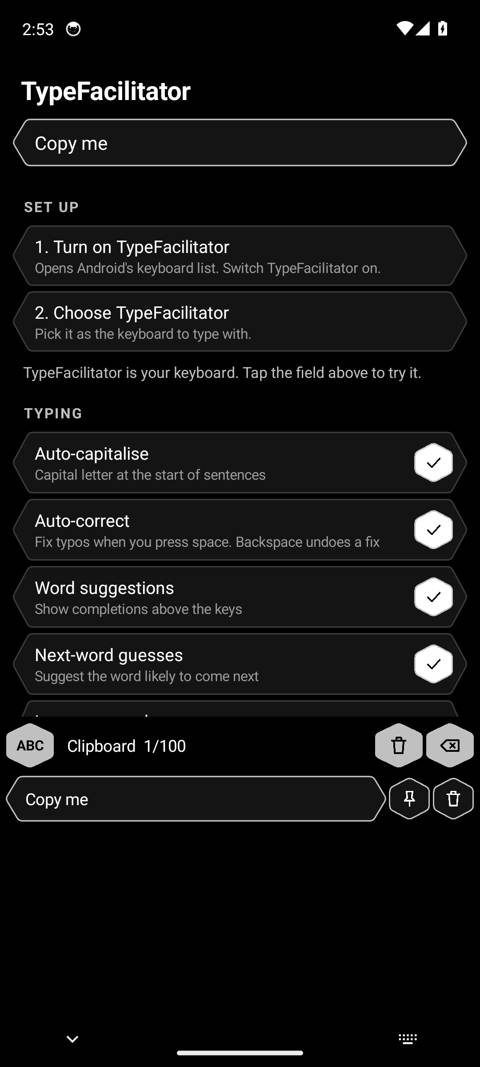 2:53
TypeFacilitator
Copy me
SET UP
1. Turn on TypeFacilitator
Opens Android's keyboard list. Switch TypeFacilitator on.
2. Choose TypeFacilitator
Pick it as the keyboard to type with.
TypeFacilitator is your keyboard. Tap the field above to try it.
TYPING
Auto-capitalise
Capital letter at the start of sentences
Auto-correct
Fix typos when you press space. Backspace undoes a fix
Word suggestions
Show completions above the keys
Next-word guesses
Suggest the word likely to come next
ABC Clipboard 1/100
Copy me